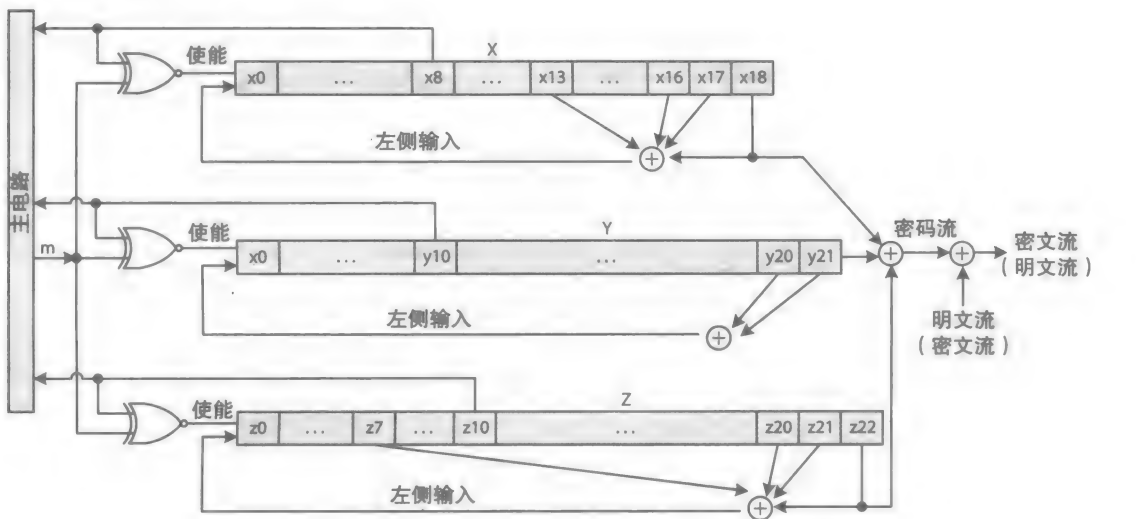 主电路
m
使能
X
x0 ... x8 ... x13 ... x16 x17 x18
左侧输入
使能
Y
x0 ... y10 ... y20 y21
左侧输入
使能
Z
z0 ... z7 ... z10 ... z20 z21 z22
左侧输入
密码流
密文流
(明文流)
明文流
(密文流)